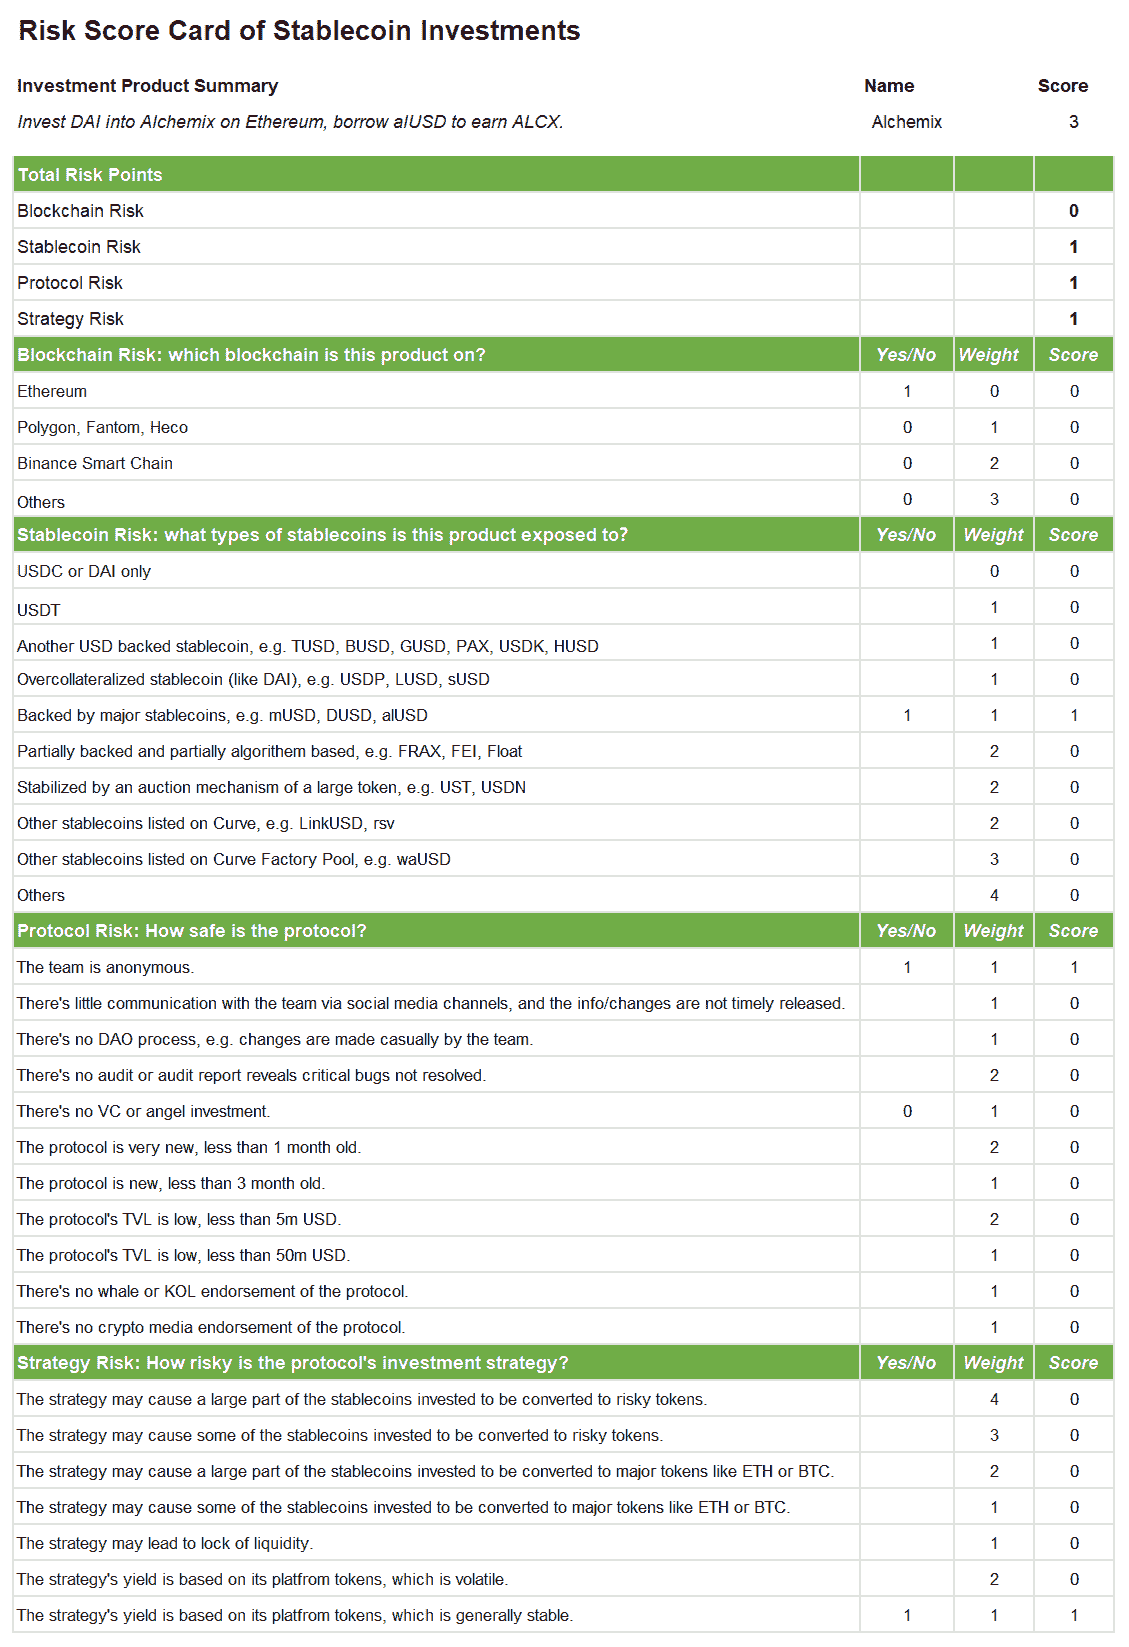 Risk Score Card of Stablecoin Investments
Investment Product Summary Name Score
Invest DAI into Alchemix on Ethereum, borrow alUSD to earn ALCX. Alchemix 3
Total Risk Points
Blockchain Risk 0
Stablecoin Risk 1
Protocol Risk 1
Strategy Risk 1
Blockchain Risk: which blockchain is this product on? Yes/No Weight Score
Ethereum 1 0 0
Polygon, Fantom, Heco 0 1 0
Binance Smart Chain 0 2 0
Others 0 3 0
Stablecoin Risk: what types of stablecoins is this product exposed to? Yes/No Weight Score
USDC or DAI only 0 0
USDT 1 0
Another USD backed stablecoin, e.g. TUSD, BUSD, GUSD, PAX, USDK, HUSD 1 0
Overcollateralized stablecoin (like DAI), e.g. USDP, LUSD, sUSD 1 0
Backed by major stablecoins, e.g. mUSD, DUSD, alUSD 1 1 1
Partially backed and partially algorithem based, e.g. FRAX, FEI, Float 2 0
Stabilized by an auction mechanism of a large token, e.g. UST, USDN 2 0
Other stablecoins listed on Curve, e.g. LinkUSD, rsv 2 0
Other stablecoins listed on Curve Factory Pool, e.g. waUSD 3 0
Others 4 0
Protocol Risk: How safe is the protocol? Yes/No Weight Score
The team is anonymous. 1 1 1
There's little communication with the team via social media channels, and the info/changes are not timely released. 1 0
There's no DAO process, e.g. changes are made casually by the team. 1 0
There's no audit or audit report reveals critical bugs not resolved. 2 0
There's no VC or angel investment. 0 1 0
The protocol is very new, less than 1 month old. 2 0
The protocol is new, less than 3 month old. 1 0
The protocol's TVL is low, less than 5m USD. 2 0
The protocol's TVL is low, less than 50m USD. 1 0
There's no whale or KOL endorsement of the protocol. 1 0
There's no crypto media endorsement of the protocol. 1 0
Strategy Risk: How risky is the protocol's investment strategy? Yes/No Weight Score
The strategy may cause a large part of the stablecoins invested to be converted to risky tokens. 4 0
The strategy may cause some of the stablecoins invested to be converted to risky tokens. 3 0
The strategy may cause a large part of the stablecoins invested to be converted to major tokens like ETH or BTC. 2 0
The strategy may cause some of the stablecoins invested to be converted to major tokens like ETH or BTC. 1 0
The strategy may lead to lock of liquidity. 1 0
The strategy's yield is based on its platfrom tokens, which is volatile. 2 0
The strategy's yield is based on its platfrom tokens, which is generally stable. 1 1 1